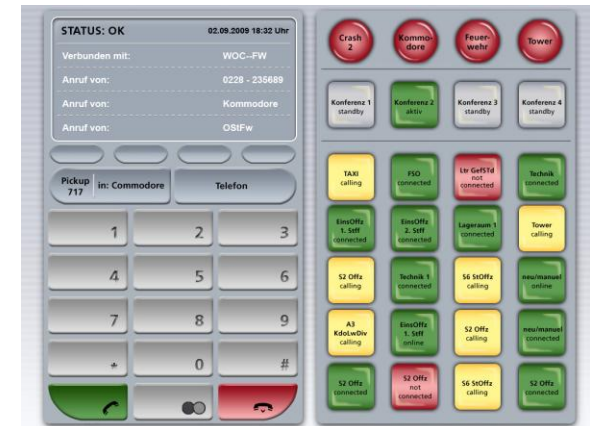 STATUS: OK 02.09.2009 18:32 Uhr
Verbunden mit: WOC--FW
Anruf von: 0228 - 235689
Anruf von: Kommodore
Anruf von: OStFw
Pickup
717
in: Commodore
Telefon
1 2 3
4 5 6
7 8 9
* 0 #
Crash
2
Kommo-
dore
Feuer-
wehr
Tower
Konferenz 1
standby
Konferenz 2
aktiv
Konferenz 3
standby
Konferenz 4
standby
TAXI
calling
FSO
connected
Ltr GefSTd
not
connected
Technik
connected
EinsOffz
1. Stff
connected
EinsOffz
2. Stff
connected
Lageraum 1
connected
Tower
calling
S2 Offz
calling
Technik 1
connected
S6 StOffz
calling
neu/manuel
online
A3
KdoLwDiv
calling
EinsOffz
1. Stff
online
S2 Offz
calling
neu/manuel
connected
S2 Offz
connected
S2 Offz
not
connected
S6 StOffz
calling
S2 Offz
connected